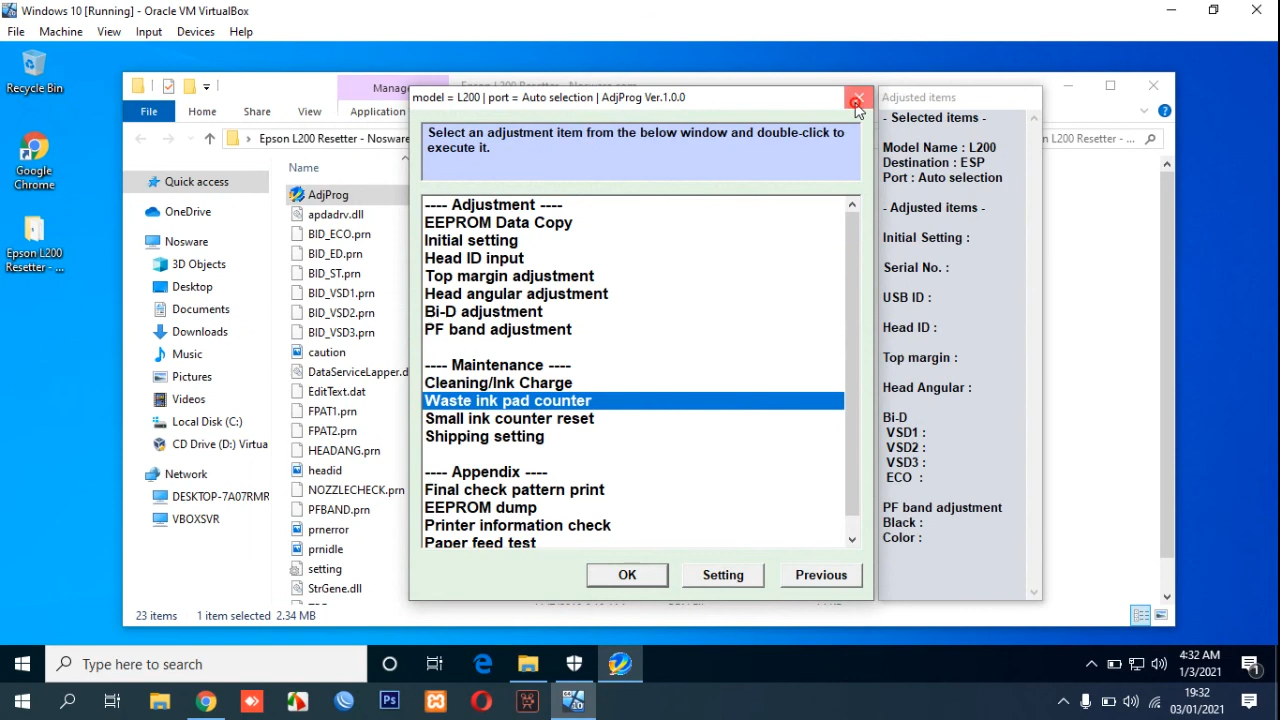 Windows 10 [Running] - Oracle VM VirtualBox
File Machine View Input Devices Help
Recycle Bin
Google
Chrome
Epson L200
Resetter - ...
Manag
File Home Share View Application
Epson L200 Resetter - Nosware
n L200 Resetter - ...
Quick access
OneDrive
Nosware
3D Objects
Desktop
Documents
Downloads
Music
Pictures
Videos
Local Disk (C:)
CD Drive (D:) Virtua
Network
DESKTOP-7A07RMR
VBOXSVR
Name
AdjProg
apdadrv.dll
BID_ECO.prn
BID_ED.prn
BID_ST.prn
BID_VSD1.prn
BID_VSD2.prn
BID_VSD3.prn
caution
DataServiceLapper.d
EditText.dat
FPAT1.prn
FPAT2.prn
HEADANG.prn
headid
NOZZLECHECK.prn
PFBAND.prn
prnerror
prnidle
setting
StrGene.dll
23 items 1 item selected 2.34 MB
model = L200 | port = Auto selection | AdjProg Ver.1.0.0
Select an adjustment item from the below window and double-click to
execute it.
---- Adjustment ----
EEPROM Data Copy
Initial setting
Head ID input
Top margin adjustment
Head angular adjustment
Bi-D adjustment
PF band adjustment
---- Maintenance ----
Cleaning/Ink Charge
Waste ink pad counter
Small ink counter reset
Shipping setting
---- Appendix ----
Final check pattern print
EEPROM dump
Printer information check
Paper feed test
OK Setting Previous
Adjusted items
- Selected items -
Model Name : L200
Destination : ESP
Port : Auto selection
- Adjusted items -
Initial Setting :
Serial No. :
USB ID :
Head ID :
Top margin :
Head Angular :
Bi-D
VSD1 :
VSD2 :
VSD3 :
ECO :
PF band adjustment
Black :
Color :
Type here to search
4:32 AM
1/3/2021
1
19:32
03/01/2021